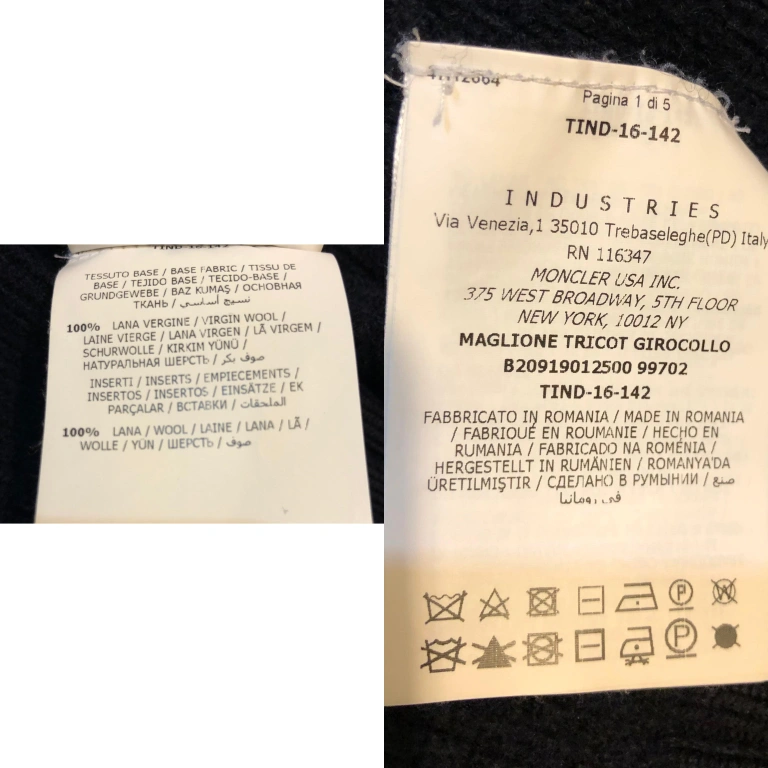 TIND-16-142
TESSUTO BASE / BASE FABRIC / TISSU DE
BASE / TEJIDO BASE / TECIDO-BASE /
GRUNDGEWEBE / BAZ KUMAŞ / ОСНОВНАЯ
ТКАНЬ / نسيج أساسي
100% LANA VERGINE / VIRGIN WOOL /
LAINE VIERGE / LANA VIRGEN / LÃ VIRGEM /
SCHURWOLLE / KIRKIM YÜNÜ /
НАТУРАЛЬНАЯ ШЕРСТЬ / صوف بكر
INSERTI / INSERTS / EMPIECEMENTS /
INSERTOS / INSERTOS / EINSÄTZE / EK
PARÇALAR / ВСТАВКИ / الملحقات
100% LANA / WOOL / LAINE / LANA / LÃ /
WOLLE / YÜN / ШЕРСТЬ / صوف
Pagina 1 di 5
TIND-16-142
INDUSTRIES
Via Venezia,1 35010 Trebaseleghe(PD) Italy
RN 116347
MONCLER USA INC.
375 WEST BROADWAY, 5TH FLOOR
NEW YORK, 10012 NY
MAGLIONE TRICOT GIROCOLLO
B20919012500 99702
TIND-16-142
FABBRICATO IN ROMANIA / MADE IN ROMANIA
/ FABRIQUÉ EN ROUMANIE / HECHO EN
RUMANIA / FABRICADO NA ROMÉNIA /
HERGESTELLT IN RUMÄNIEN / ROMANYA'DA
ÜRETILMIŞTIR / СДЕЛАНО В РУМЫНИИ / صنع
في رومانيا
P
W
P